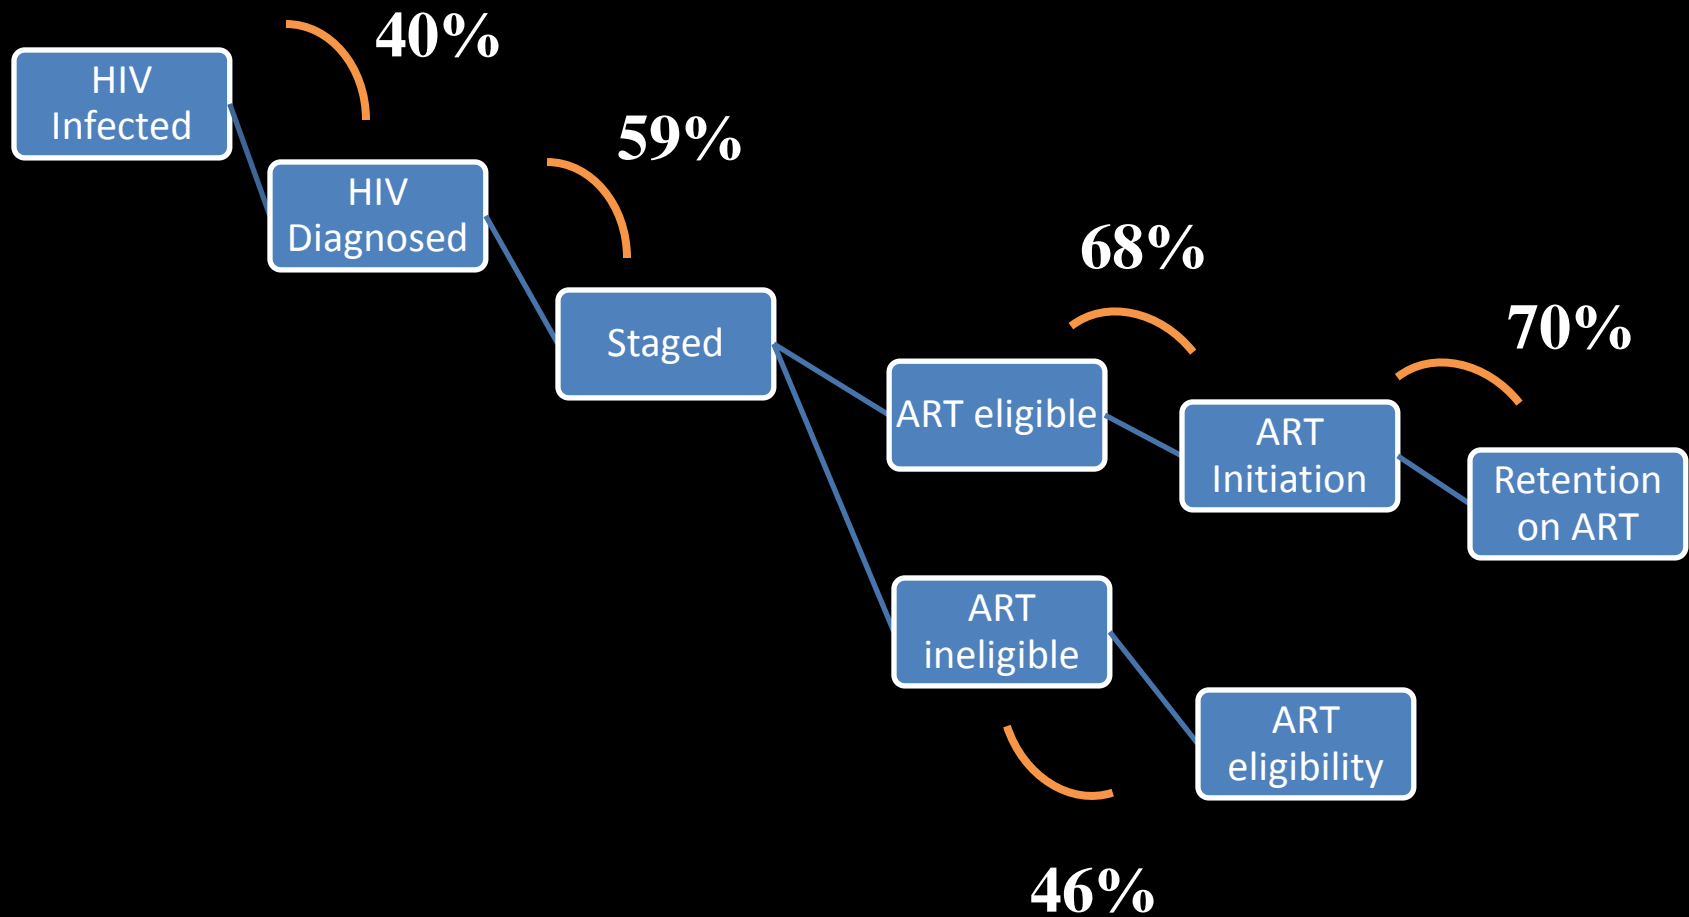 40%
HIV
Infected
59%
HIV
Diagnosed
68%
Staged
70%
ART eligible
ART
Initiation
Retention
on ART
ART
ineligible
ART
eligibility
46%